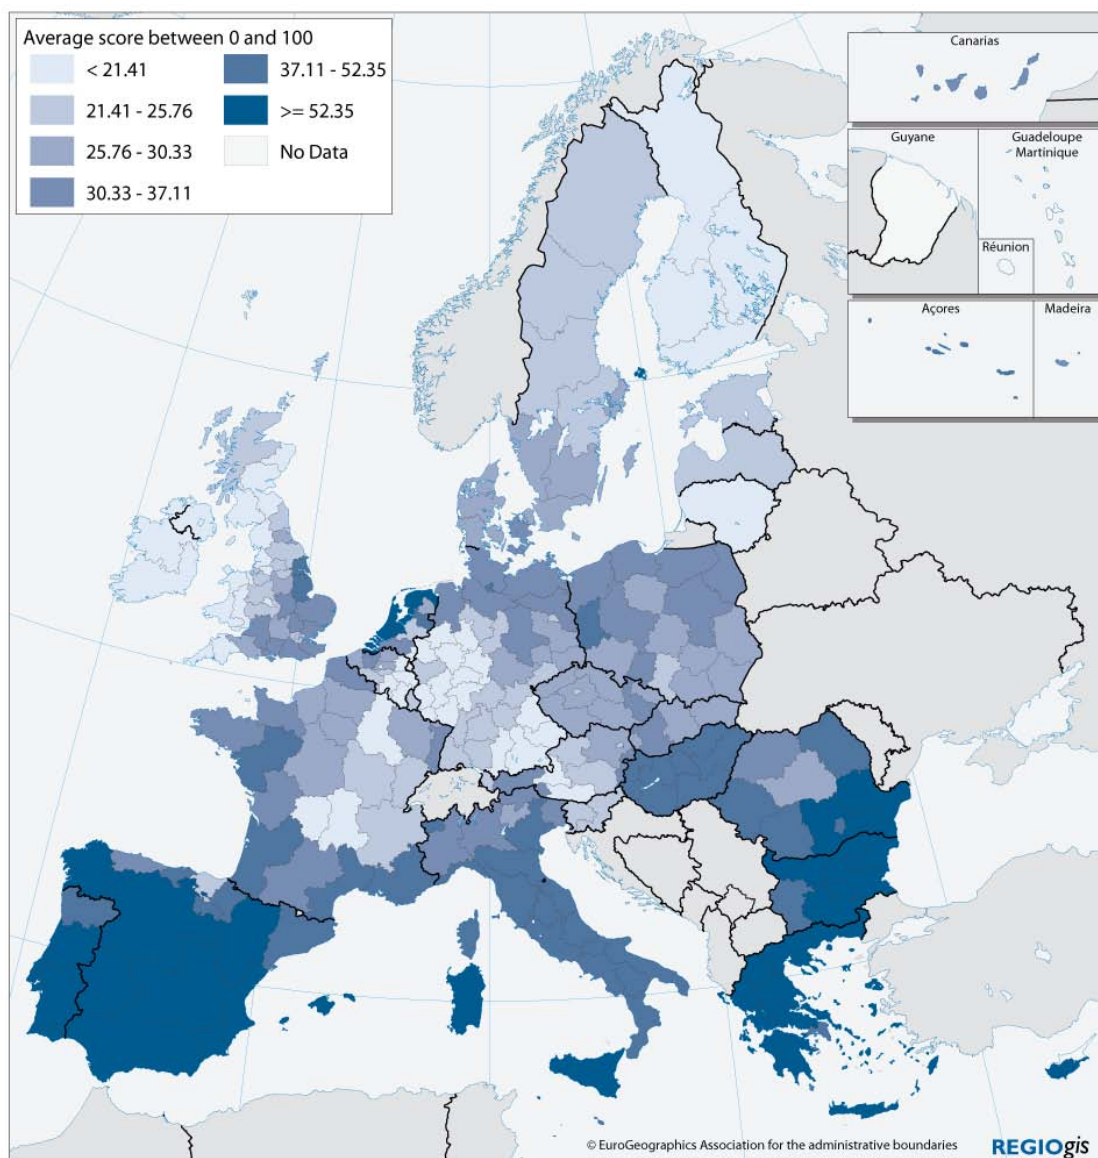 Average score between 0 and 100
< 21.41
21.41 - 25.76
25.76 - 30.33
30.33 - 37.11
37.11 - 52.35
>= 52.35
No Data
Canarias
Guyane
Guadeloupe
Martinique
Réunion
Açores
Madeira
© EuroGeographics Association for the administrative boundaries
REGIOgis